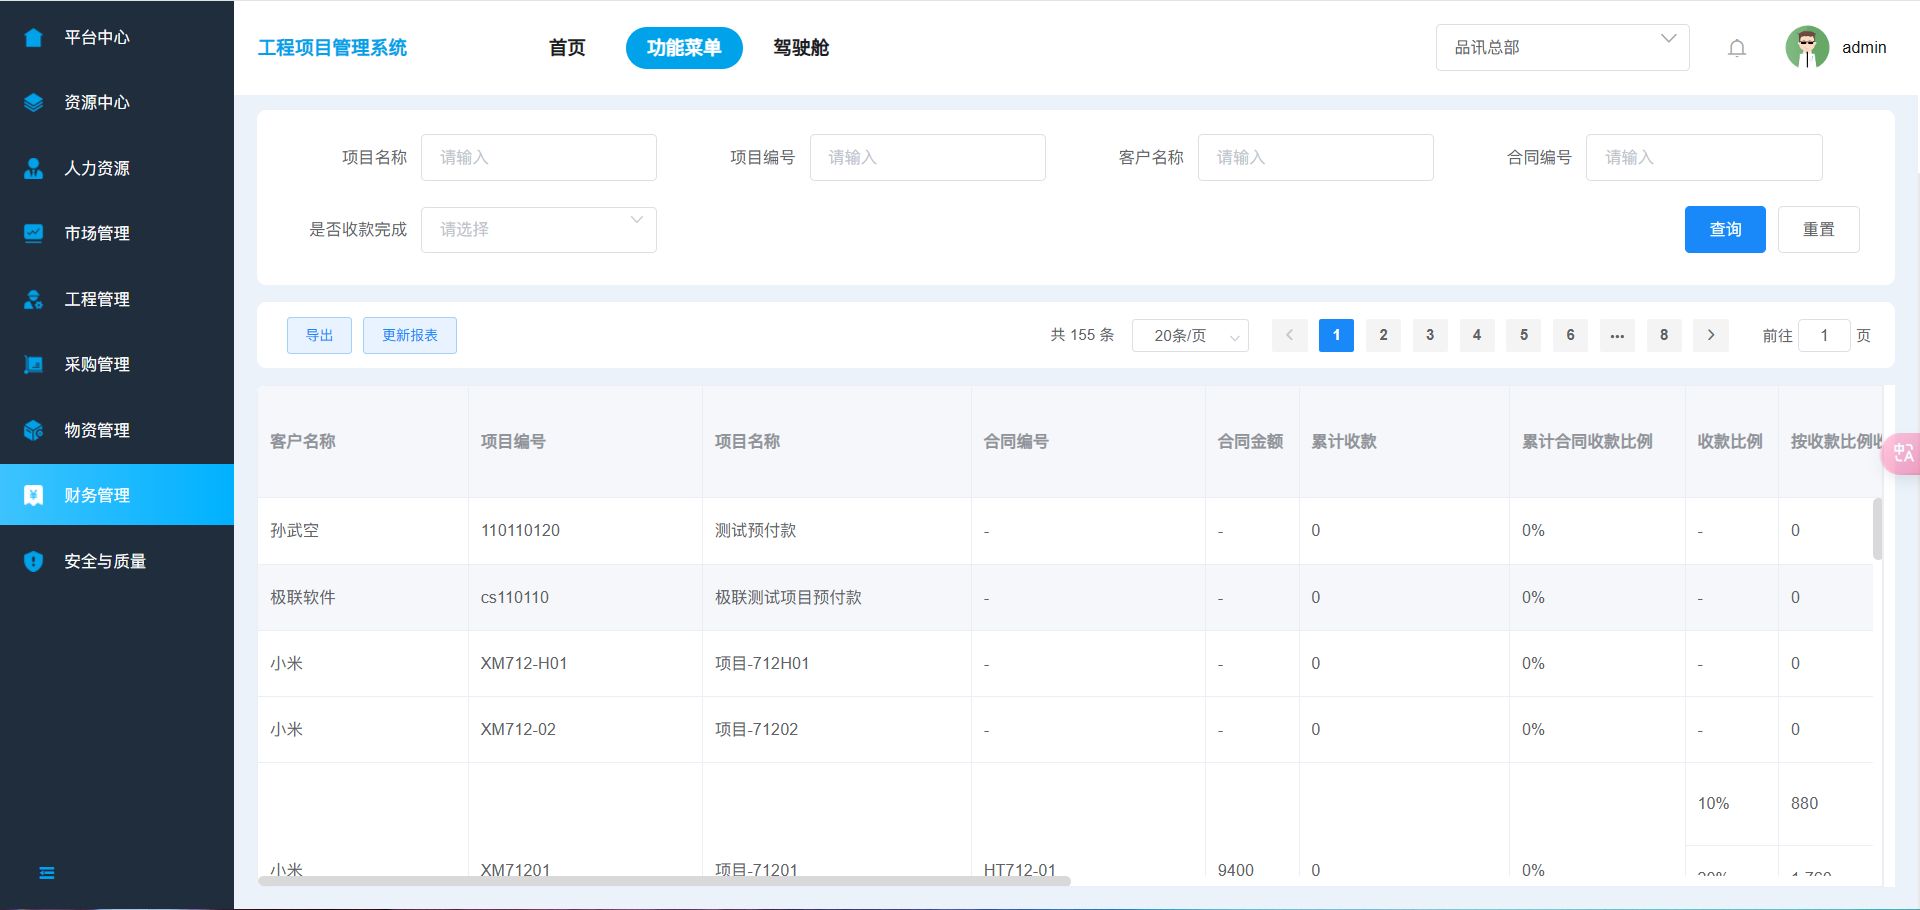 平台中心
资源中心
人力资源
市场管理
工程管理
采购管理
物资管理
财务管理
安全与质量
工程项目管理系统 首页 功能菜单 驾驶舱 品讯总部 admin
项目名称 请输入 项目编号 请输入 客户名称 请输入 合同编号 请输入
是否收款完成 请选择 查询 重置
导出 更新报表 共 155 条 20条/页 1 2 3 4 5 6 ••• 8 前往 1 页
客户名称 项目编号 项目名称 合同编号 合同金额 累计收款 累计合同收款比例 收款比例 按收款比例
孙武空 110110120 测试预付款 - - 0 0% - 0
极联软件 cs110110 极联测试项目预付款 - - 0 0% - 0
小米 XM712-H01 项目-712H01 - - 0 0% - 0
小米 XM712-02 项目-71202 - - 0 0% - 0
10% 880
小米 XM71201 项目-71201 HT712-01 9400 0 0%